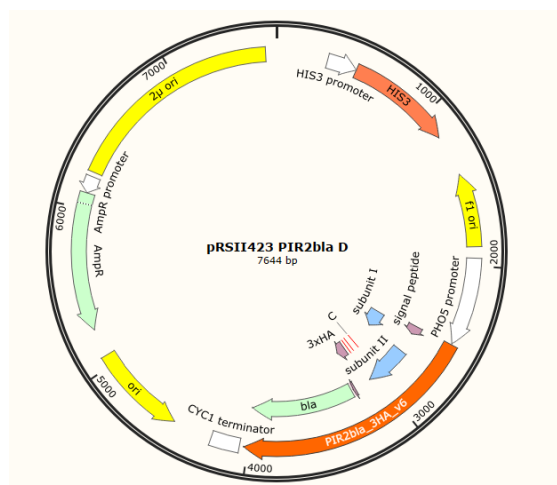 7000
2μ ori
HIS3 promoter
HIS3
1000
AmpR promoter
6000
AmpR
f1 ori
2000
PHO5 promoter
signal peptide
subunit I
pRSII423 PIR2bla D
7644 bp
C
3xHA
subunit II
bla
PIR2bla_3HA_v6
3000
CYC1 terminator
4000
ori
5000